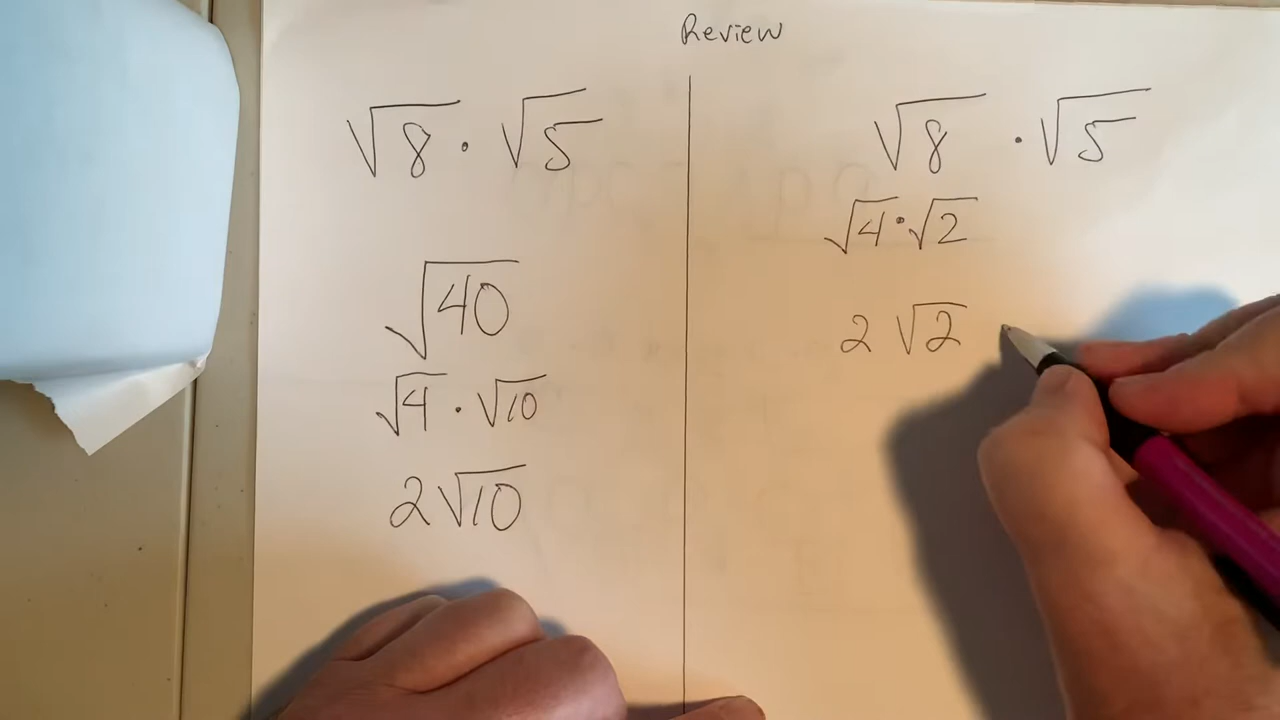 Review
√8 · √5
√40
√4 · √10
2√10
√8 · √5
√4 · √2
2 √2